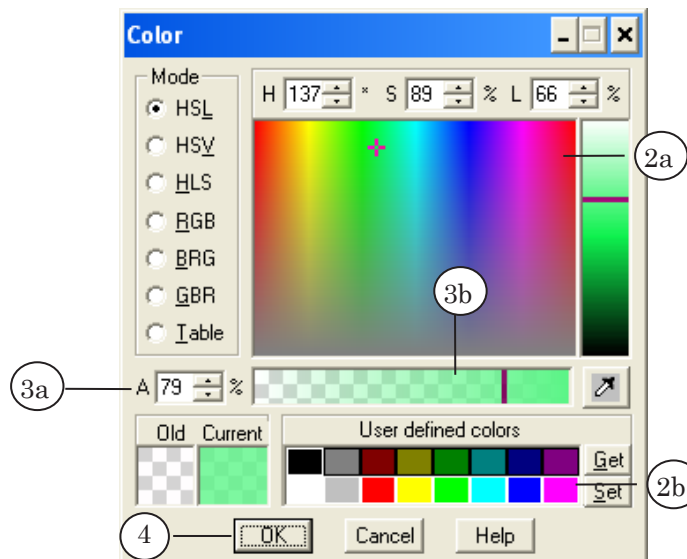 Color
Mode
H 137 ° S 89 % L 66 %
HSL
HSV
HLS
RGB
BRG
GBR
Table
2a
3b
3a
A 79 %
Old Current
User defined colors
Get
Set
2b
4
OK Cancel Help